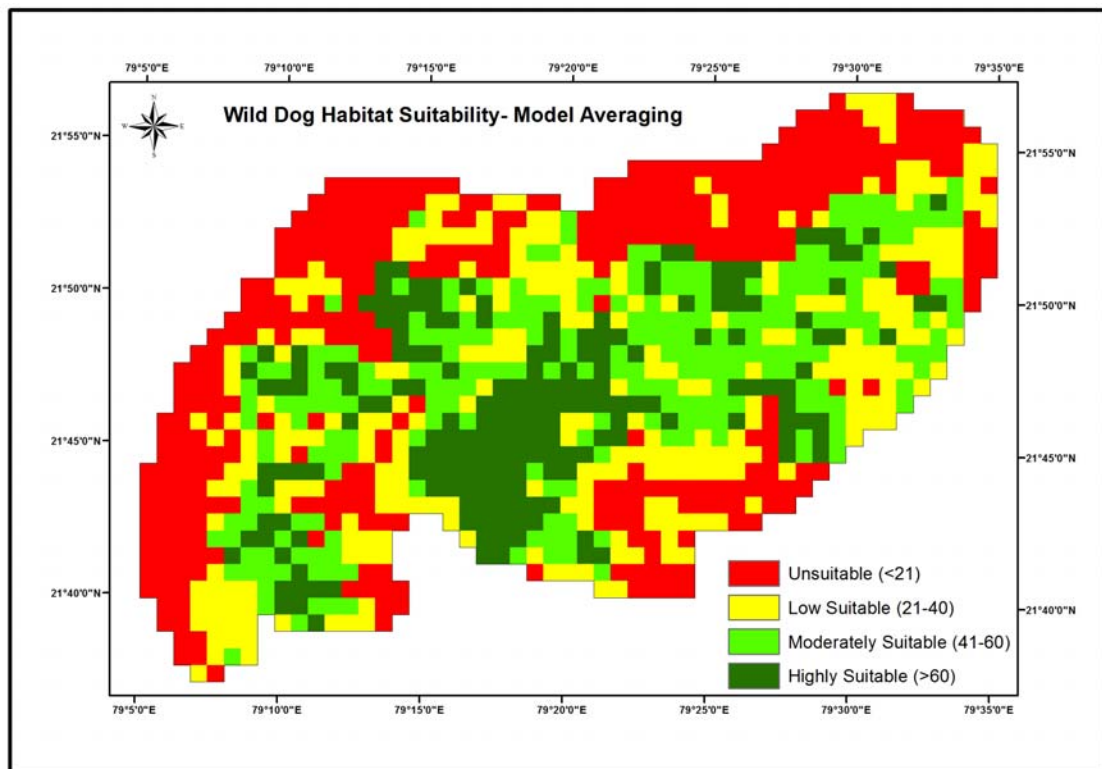 79°5'0"E 79°10'0"E 79°15'0"E 79°20'0"E 79°25'0"E 79°30'0"E 79°35'0"E
N
W E
S
Wild Dog Habitat Suitability- Model Averaging
21°55'0"N 21°55'0"N
21°50'0"N 21°50'0"N
21°45'0"N 21°45'0"N
21°40'0"N 21°40'0"N
Unsuitable (<21)
Low Suitable (21-40)
Moderately Suitable (41-60)
Highly Suitable (>60)
79°5'0"E 79°10'0"E 79°15'0"E 79°20'0"E 79°25'0"E 79°30'0"E 79°35'0"E